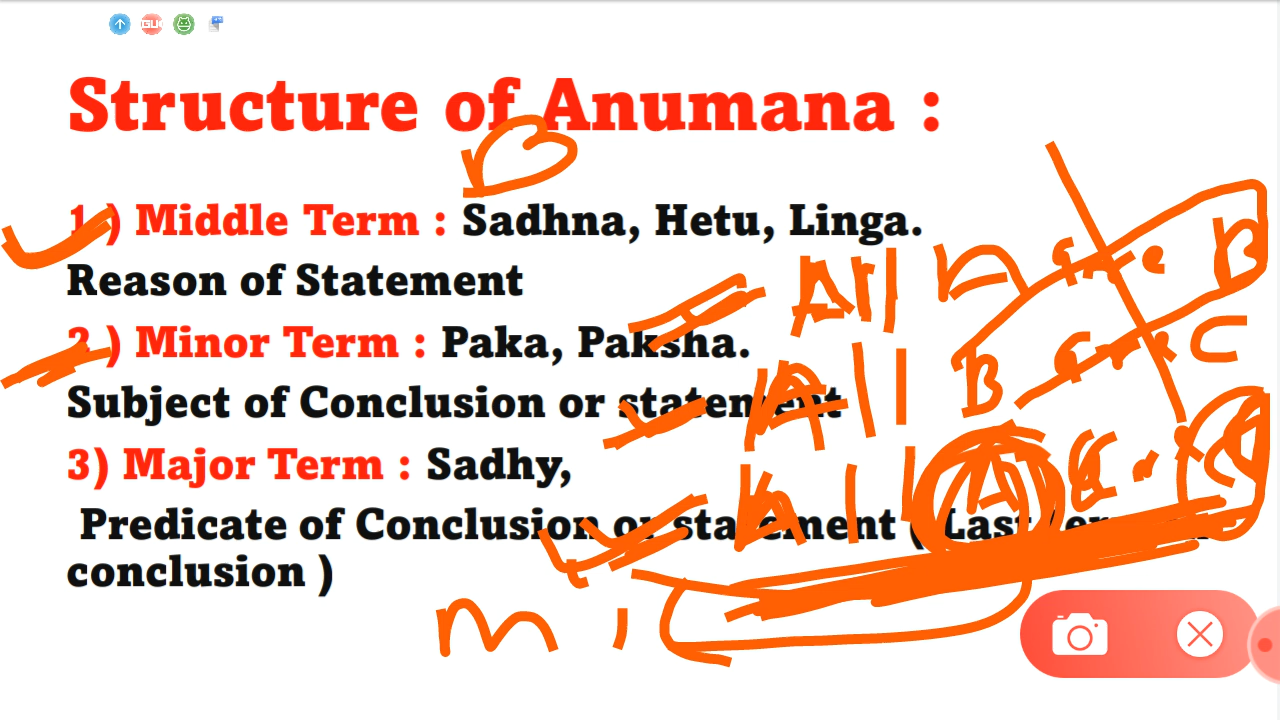 Structure of Anumana :
B
1) Middle Term : Sadhna, Hetu, Linga.
Reason of Statement
All A are B
2) Minor Term : Paka, Paksha.
All B are C
Subject of Conclusion or statement
3) Major Term : Sadhy,
All A
Predicate of Conclusion or statement ( Last term in
conclusion )